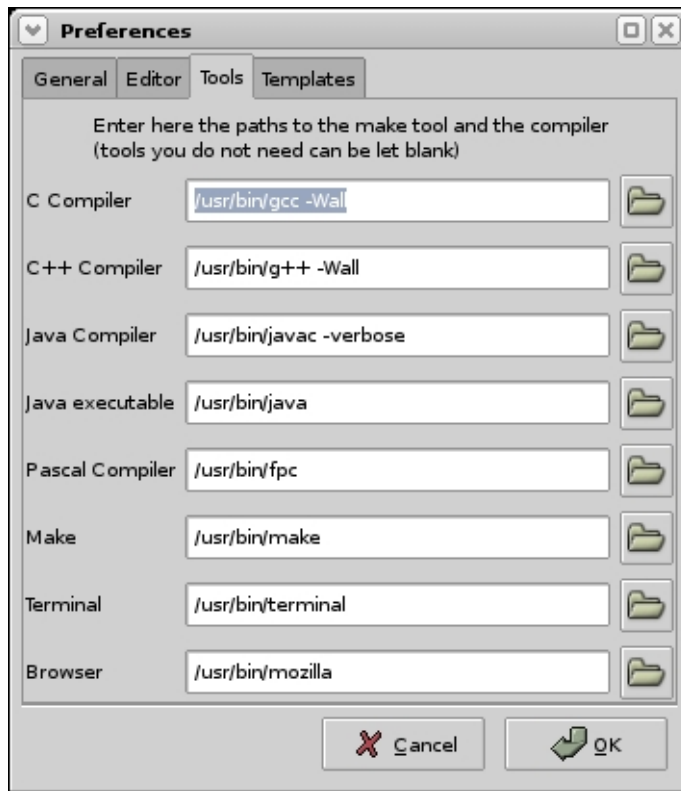 Preferences
General Editor Tools Templates
Enter here the paths to the make tool and the compiler
(tools you do not need can be let blank)
C Compiler /usr/bin/gcc -Wall
C++ Compiler /usr/bin/g++ -Wall
Java Compiler /usr/bin/javac -verbose
Java executable /usr/bin/java
Pascal Compiler /usr/bin/fpc
Make /usr/bin/make
Terminal /usr/bin/terminal
Browser /usr/bin/mozilla
Cancel OK